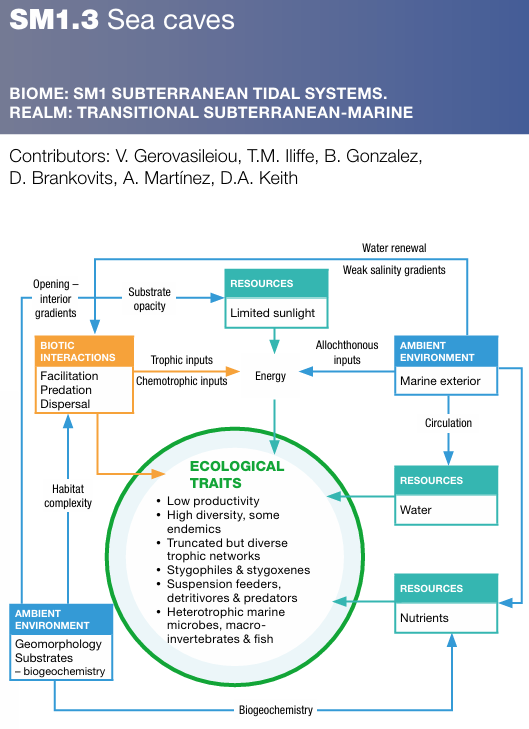 SM1.3 Sea caves
BIOME: SM1 SUBTERRANEAN TIDAL SYSTEMS.
REALM: TRANSITIONAL SUBTERRANEAN-MARINE
Contributors: V. Gerovasileiou, T.M. Iliffe, B. Gonzalez,
D. Brankovits, A. Martínez, D.A. Keith
Water renewal
Weak salinity gradients
Opening –
interior
gradients
Substrate
opacity
RESOURCES
Limited sunlight
BIOTIC
INTERACTIONS
Facilitation
Predation
Dispersal
Trophic inputs
Chemotrophic inputs
Energy
Allochthonous
inputs
AMBIENT
ENVIRONMENT
Marine exterior
Circulation
ECOLOGICAL
TRAITS
• Low productivity
• High diversity, some
endemics
• Truncated but diverse
trophic networks
• Stygophiles & stygoxenes
• Suspension feeders,
detritivores & predators
• Heterotrophic marine
microbes, macro-
invertebrates & fish
RESOURCES
Water
Habitat
complexity
RESOURCES
Nutrients
AMBIENT
ENVIRONMENT
Geomorphology
Substrates
– biogeochemistry
Biogeochemistry